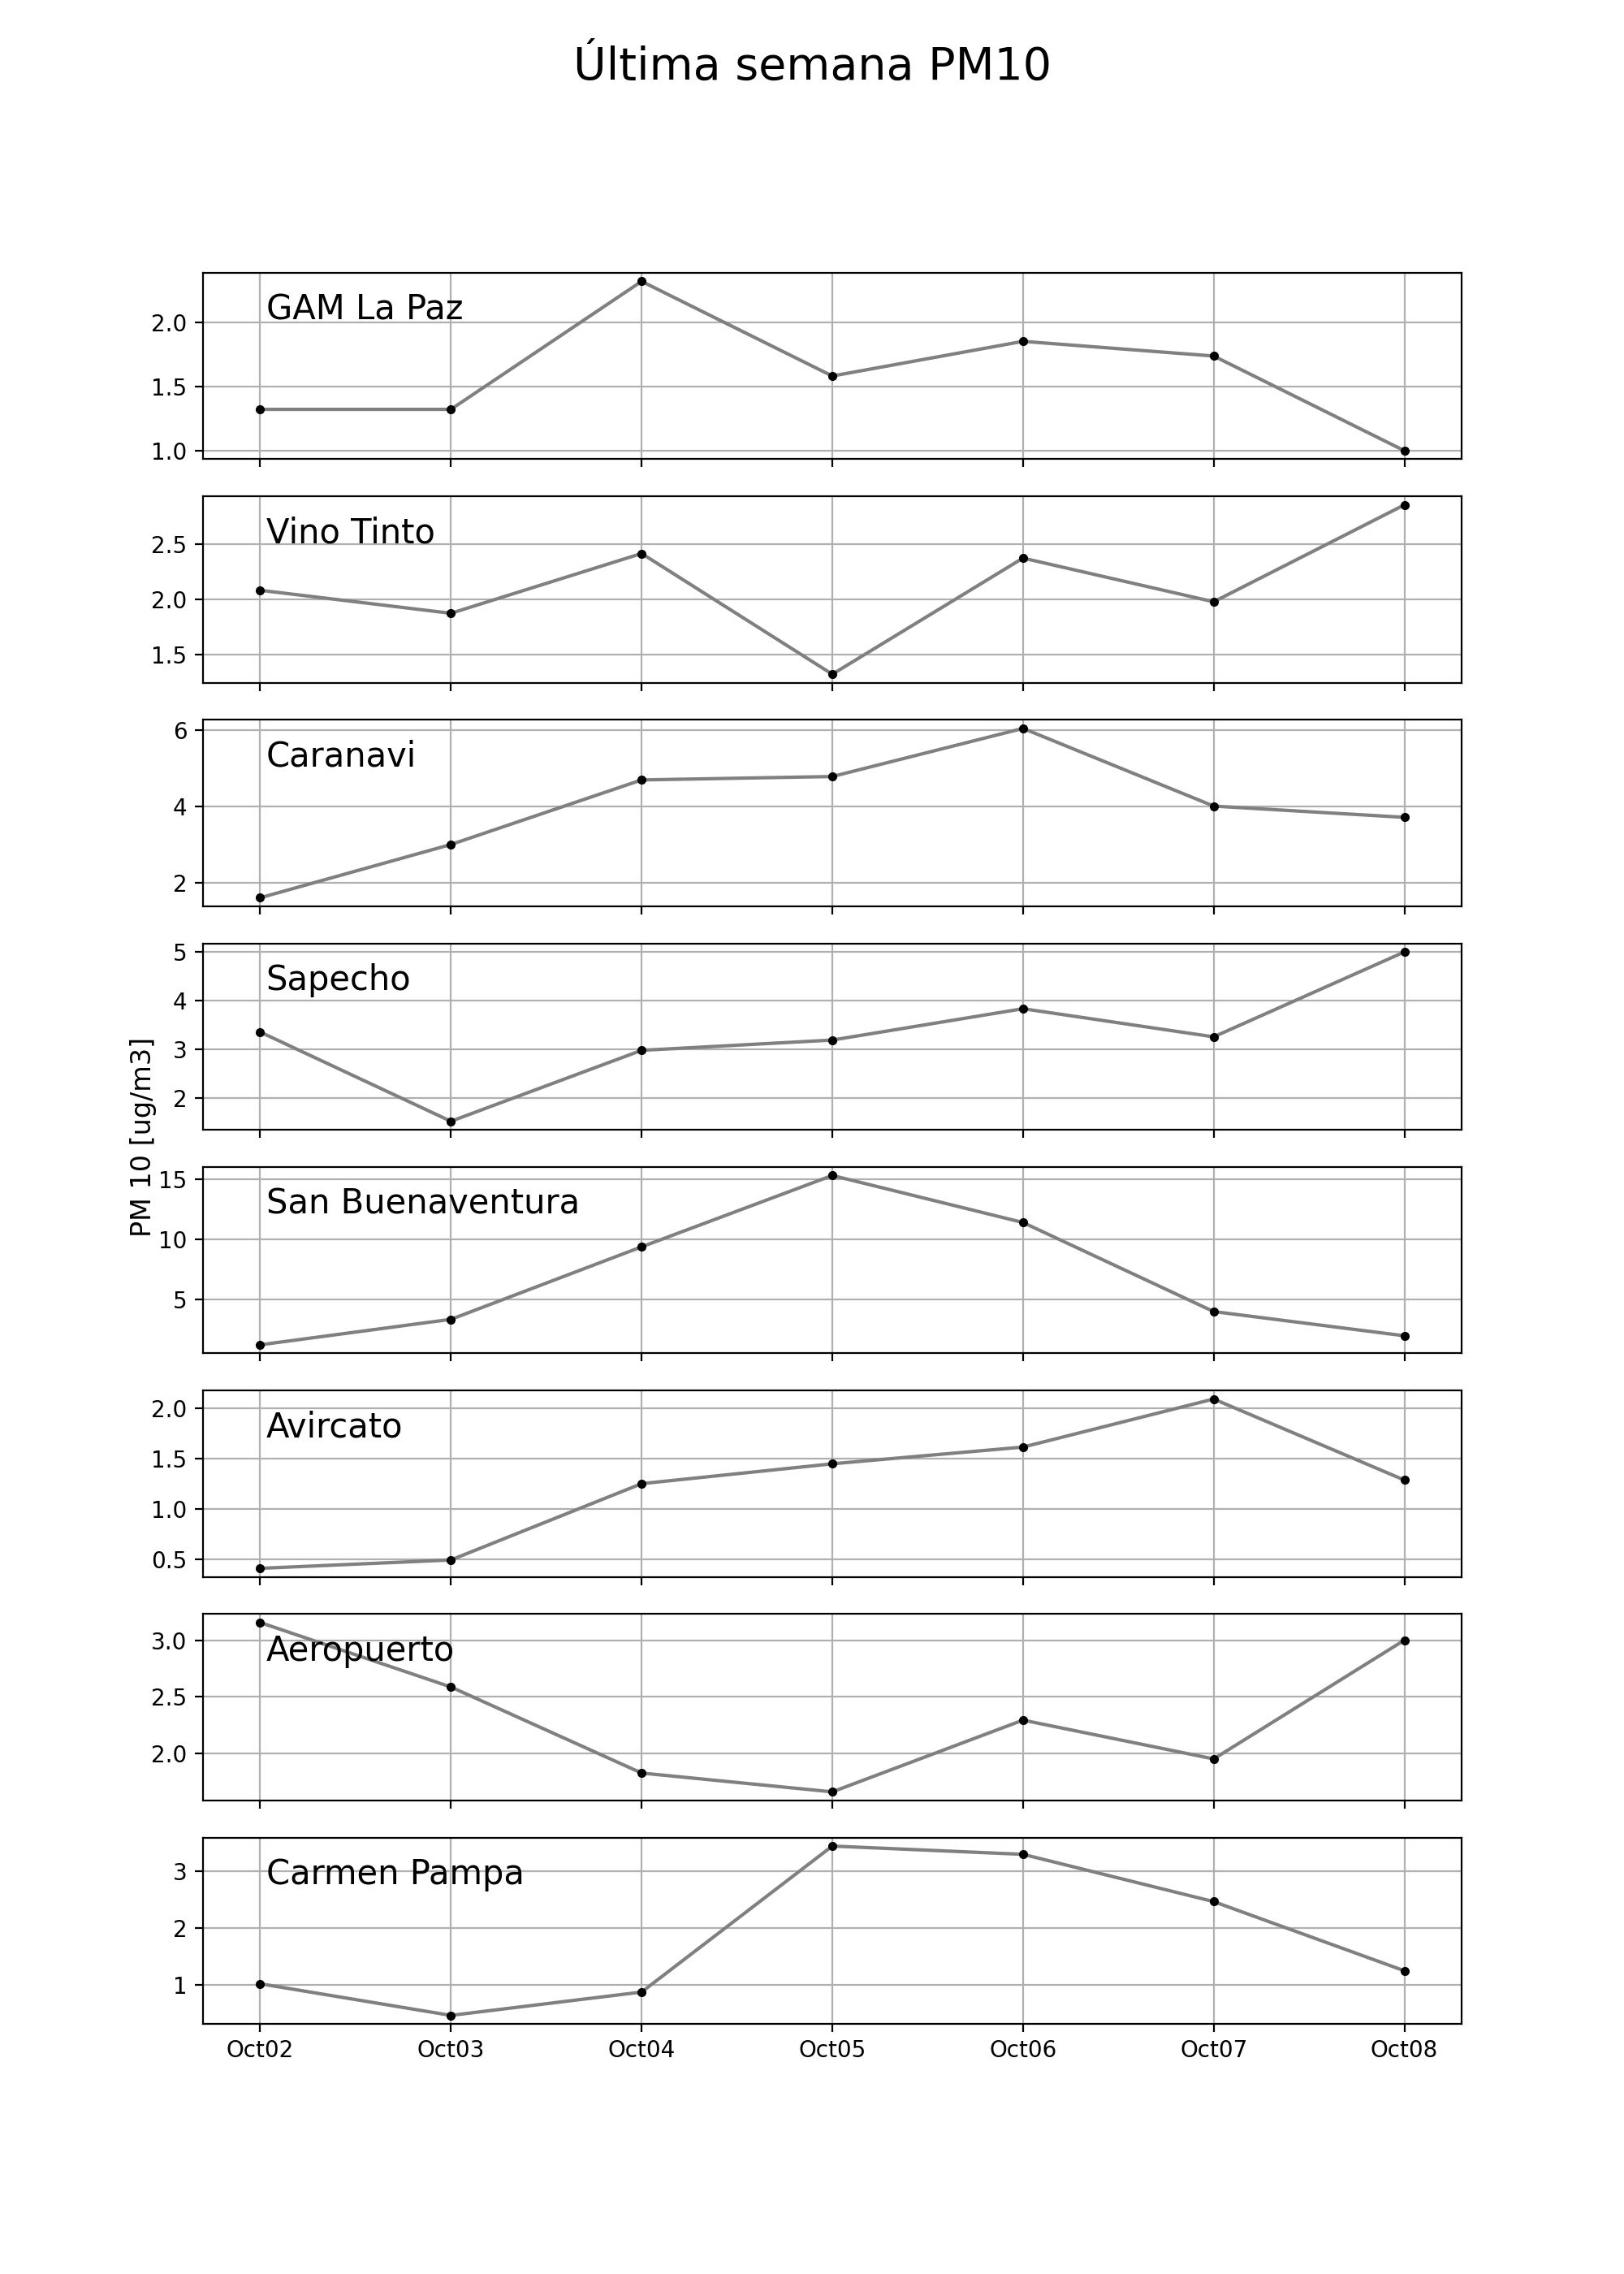 Última semana PM10
GAM La Paz
2.0
1.5
1.0
Vino Tinto
2.5
2.0
1.5
Caranavi
6
4
2
Sapecho
5
4
3
2
PM 10 [ug/m3]
San Buenaventura
15
10
5
Avircato
2.0
1.5
1.0
0.5
Aeropuerto
3.0
2.5
2.0
Carmen Pampa
3
2
1
Oct02 Oct03 Oct04 Oct05 Oct06 Oct07 Oct08